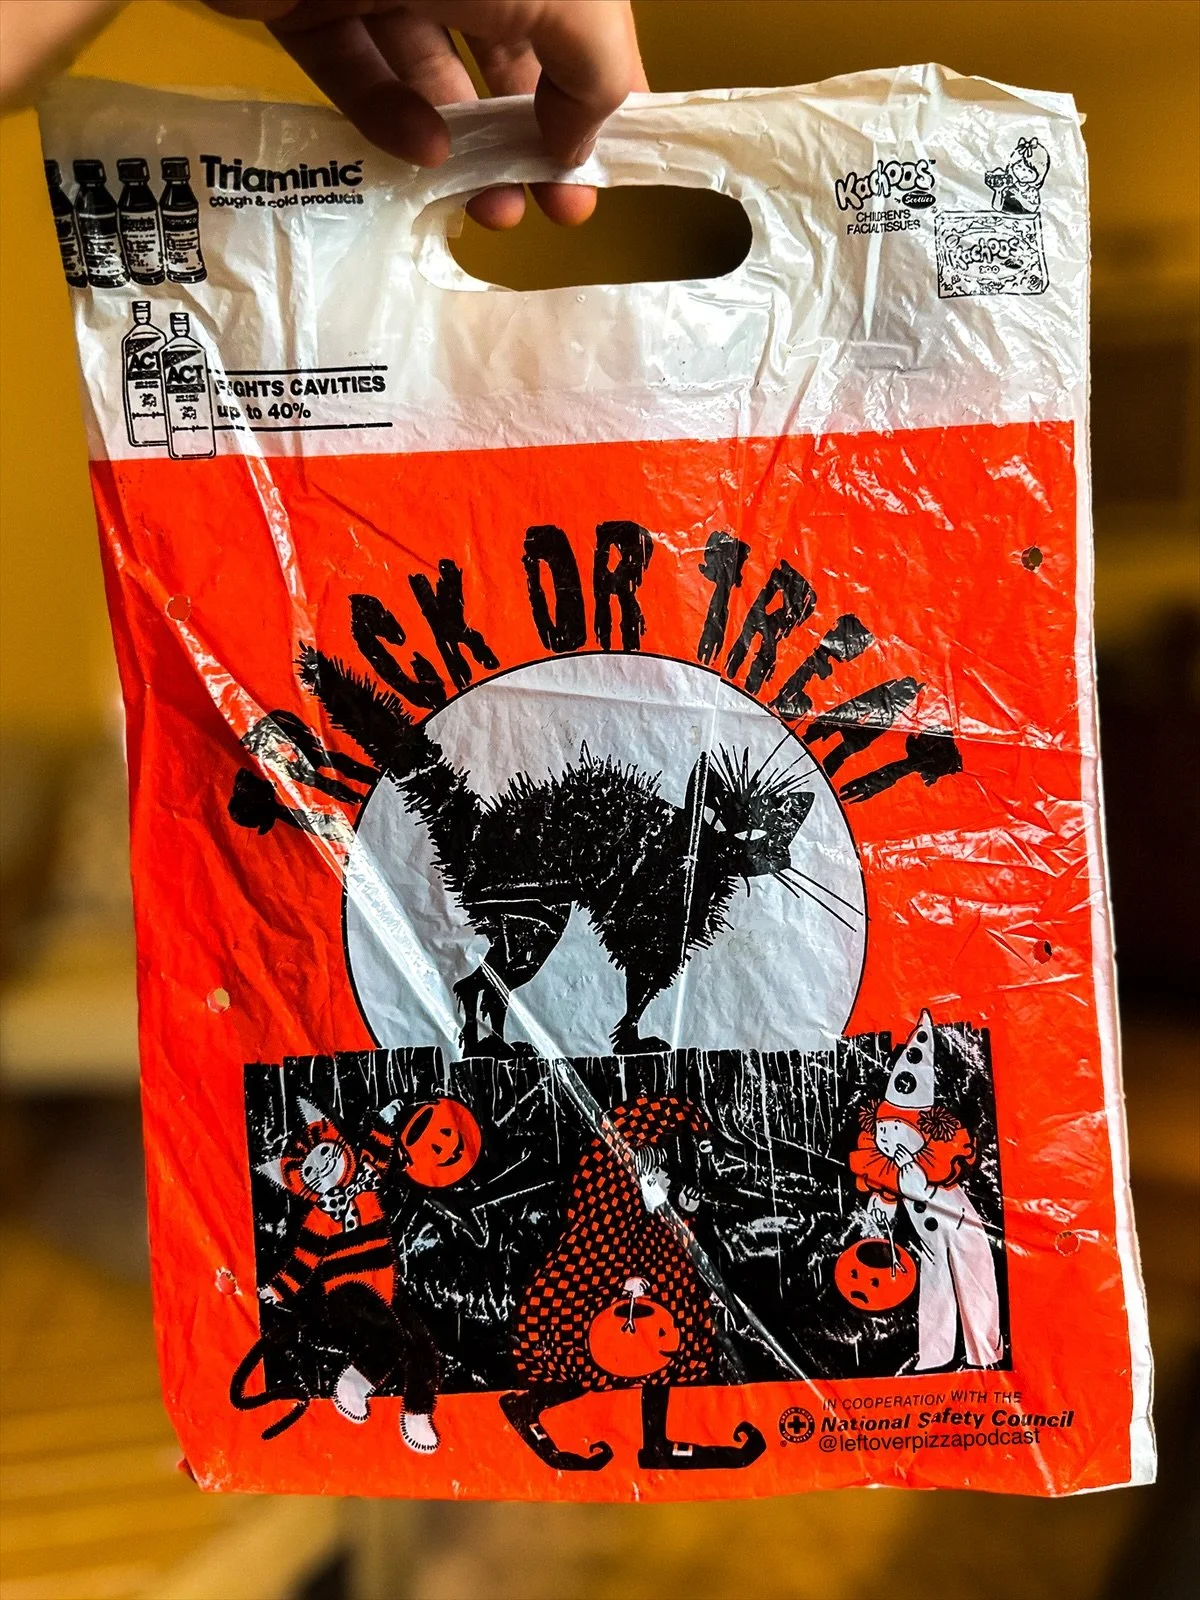 Triaminic
cough & cold products
Kachoos
Scotties
CHILDREN'S
FACIAL TISSUES
Kachoos
200
ACT
ACT
FIGHTS CAVITIES
up to 40%
TRICK OR TREAT
IN COOPERATION WITH THE
National Safety Council
@leftoverpizzapodcast